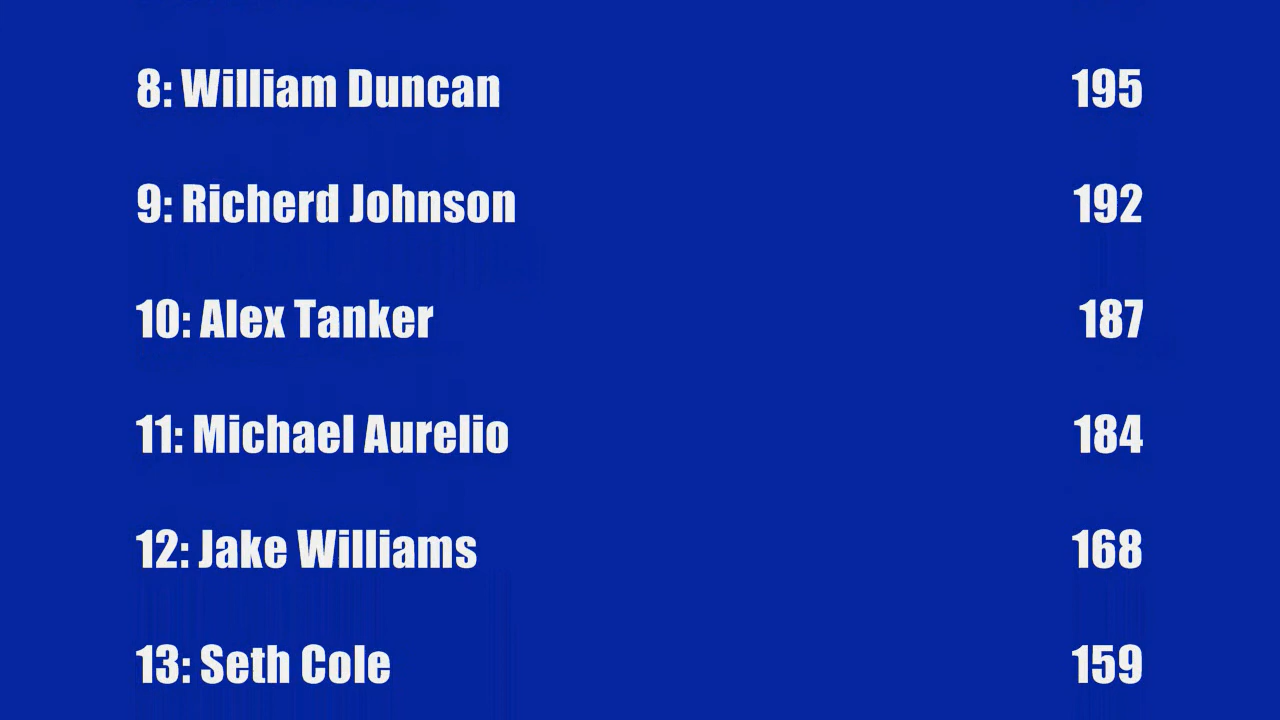 8: William Duncan 195
9: Richerd Johnson 192
10: Alex Tanker 187
11: Michael Aurelio 184
12: Jake Williams 168
13: Seth Cole 159